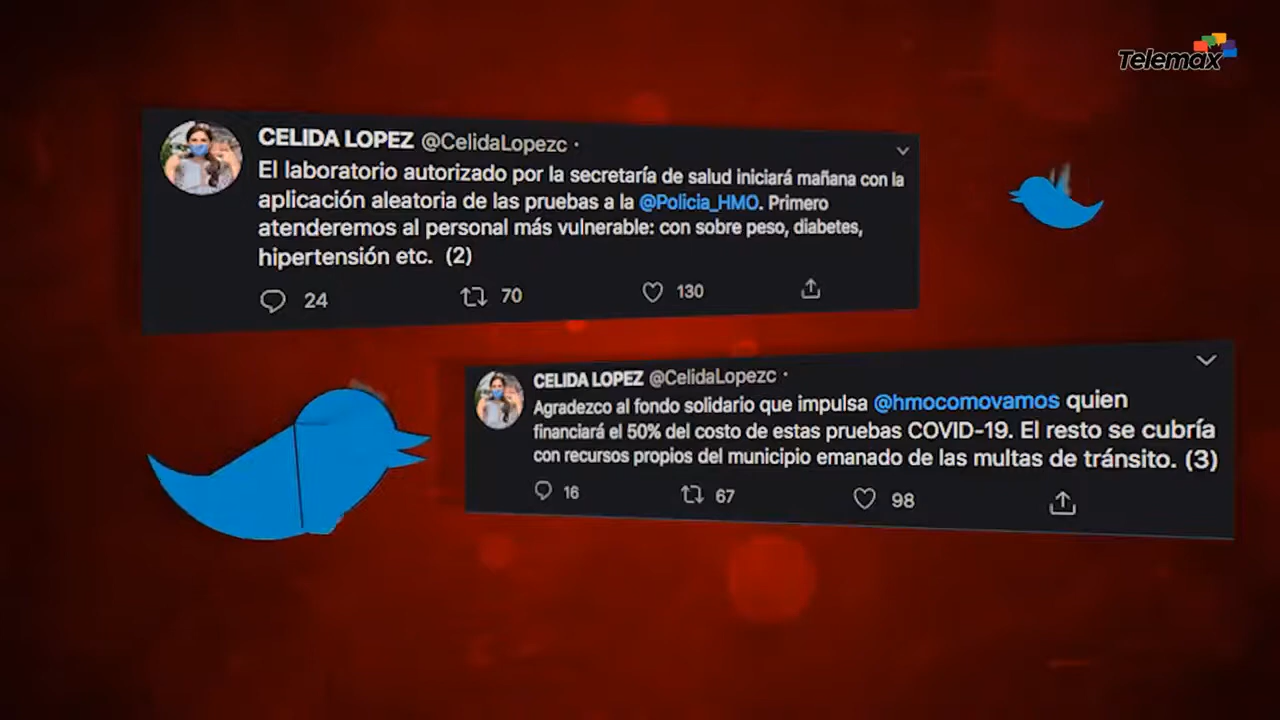 Telemax
CELIDA LOPEZ @CelidaLopezc ·
El laboratorio autorizado por la secretaría de salud iniciará mañana con la
aplicación aleatoria de las pruebas a la @Policia_HMO. Primero
atenderemos al personal más vulnerable: con sobre peso, diabetes,
hipertensión etc. (2)
24 70 130
CELIDA LOPEZ @CelidaLopezc ·
Agradezco al fondo solidario que impulsa @hmocomovamos quien
financiará el 50% del costo de estas pruebas COVID-19. El resto se cubría
con recursos propios del municipio emanado de las multas de tránsito. (3)
16 67 98